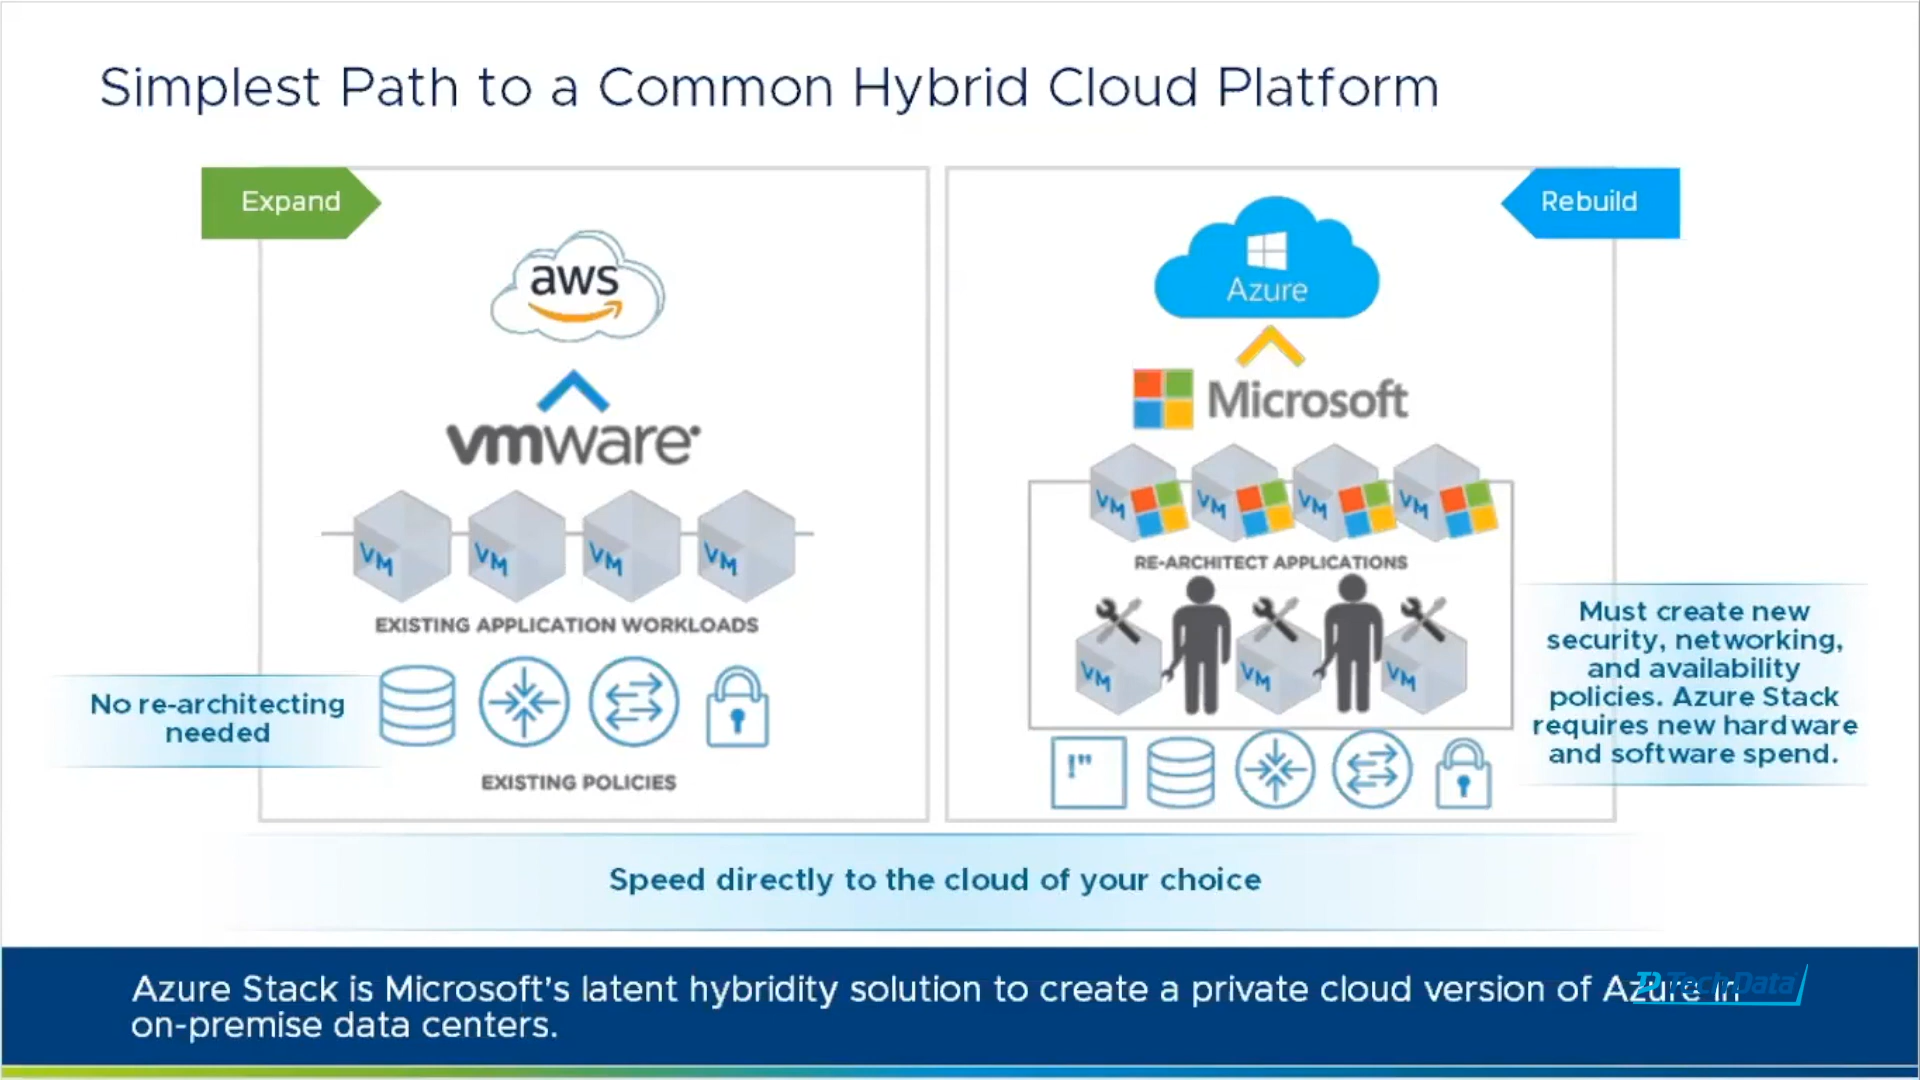 Simplest Path to a Common Hybrid Cloud Platform
Expand
aws
vmware
VM VM VM VM
EXISTING APPLICATION WORKLOADS
No re-architecting
needed
EXISTING POLICIES
Rebuild
Azure
Microsoft
VM VM VM VM
RE-ARCHITECT APPLICATIONS
VM VM VM
!"
Must create new
security, networking,
and availability
policies. Azure Stack
requires new hardware
and software spend.
Speed directly to the cloud of your choice
Azure Stack is Microsoft's latent hybridity solution to create a private cloud version of Azure in
on-premise data centers.
TD Tech Data